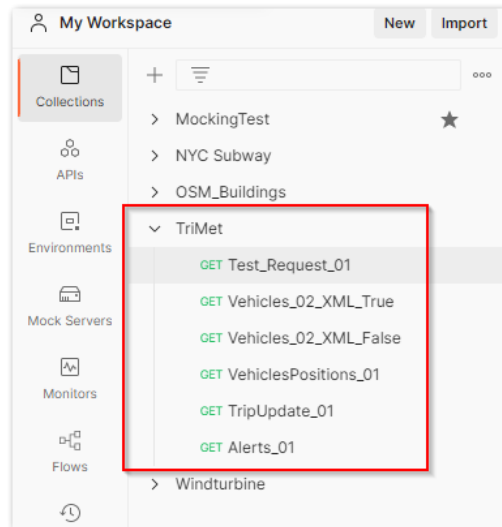 My Workspace
New
Import
Collections
APIs
Environments
Mock Servers
Monitors
Flows
MockingTest
NYC Subway
OSM_Buildings
TriMet
GET Test_Request_01
GET Vehicles_02_XML_True
GET Vehicles_02_XML_False
GET VehiclesPositions_01
GET TripUpdate_01
GET Alerts_01
Windturbine